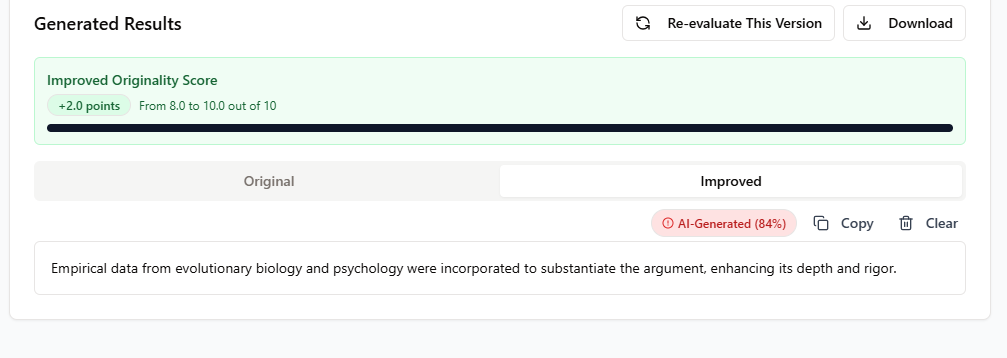 Generated Results
Re-evaluate This Version
Download
Improved Originality Score
+2.0 points From 8.0 to 10.0 out of 10
Original
Improved
AI-Generated (84%)
Copy
Clear
Empirical data from evolutionary biology and psychology were incorporated to substantiate the argument, enhancing its depth and rigor.